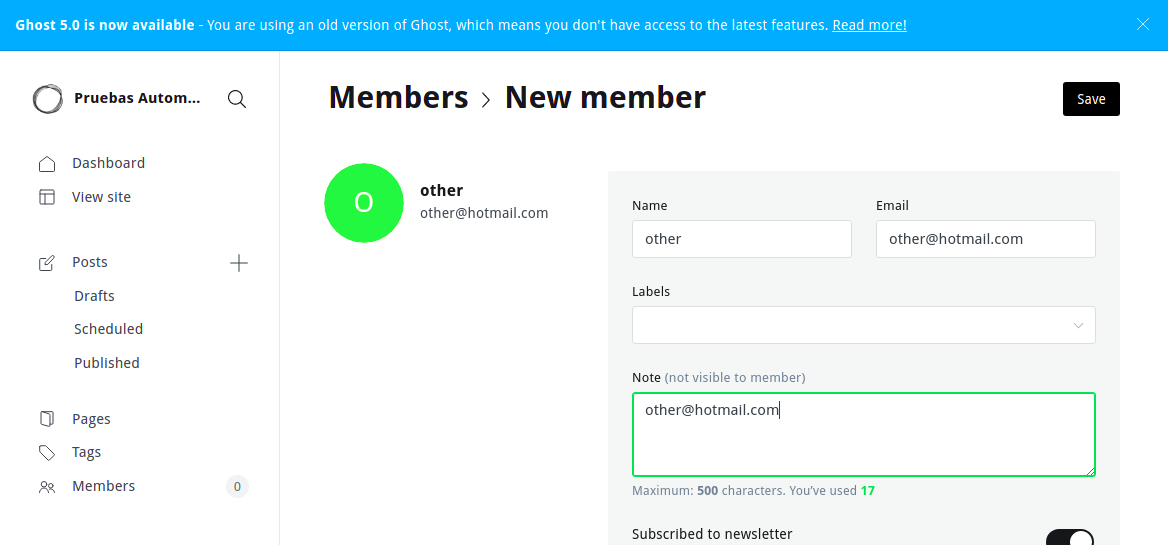 Ghost 5.0 is now available - You are using an old version of Ghost, which means you don't have access to the latest features. Read more!
Pruebas Autom...
Dashboard
View site
Posts
Drafts
Scheduled
Published
Pages
Tags
Members 0
Members > New member
Save
O
other
other@hotmail.com
Name
other
Email
other@hotmail.com
Labels
Note (not visible to member)
other@hotmail.com
Maximum: 500 characters. You've used 17
Subscribed to newsletter